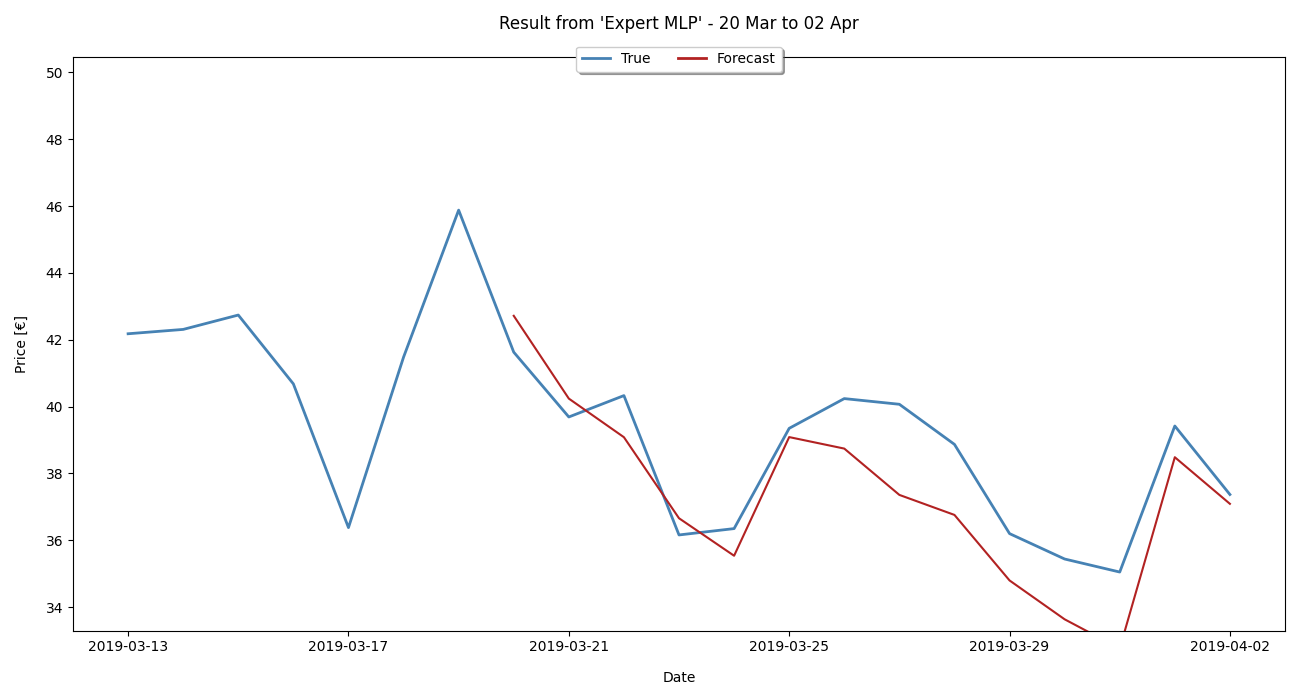 Result from 'Expert MLP' - 20 Mar to 02 Apr
True Forecast
50
48
46
44
42
40
38
36
34
Price [€]
2019-03-13 2019-03-17 2019-03-21 2019-03-25 2019-03-29 2019-04-02
Date